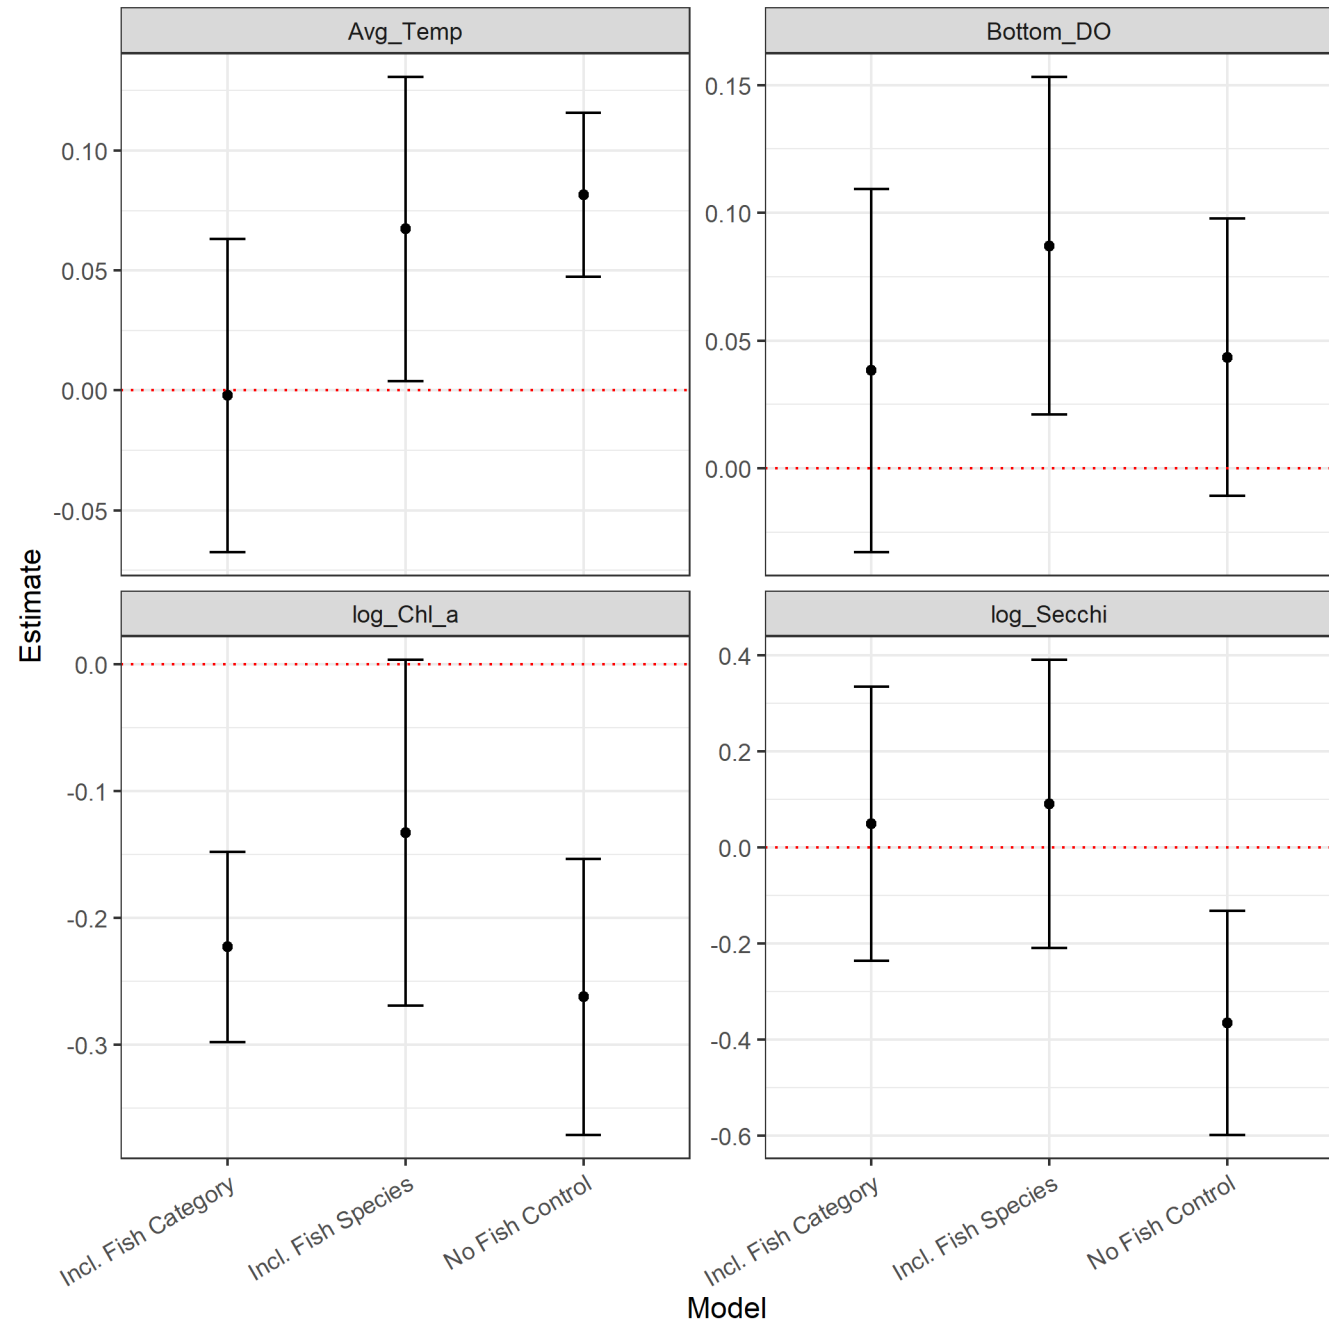 Avg_Temp
Bottom_DO
0.10
0.05
0.00
-0.05
0.15
0.10
0.05
0.00
Estimate
log_Chl_a
log_Secchi
0.0
-0.1
-0.2
-0.3
0.4
0.2
0.0
-0.2
-0.4
-0.6
Incl. Fish Category
Incl. Fish Species
No Fish Control
Incl. Fish Category
Incl. Fish Species
No Fish Control
Model